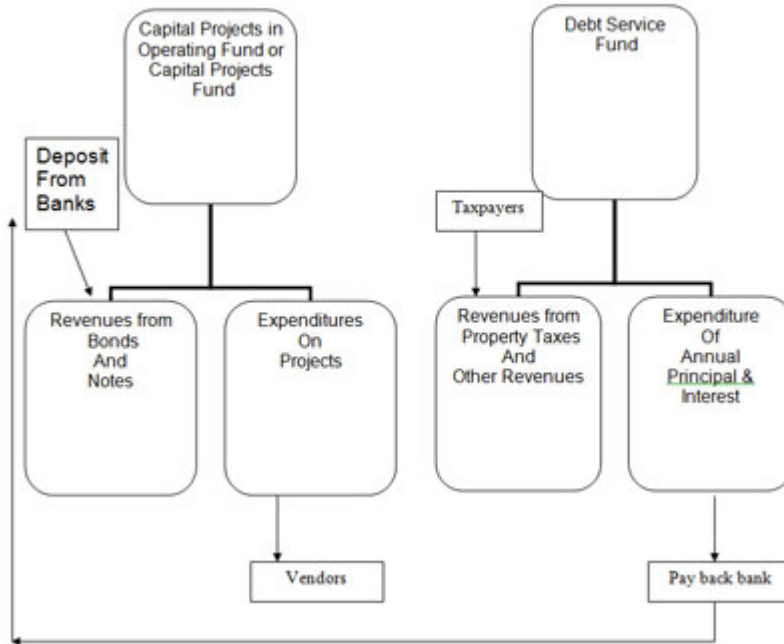 Capital Projects in
Operating Fund or
Capital Projects
Fund
Debt Service
Fund
Deposit
From
Banks
Taxpayers
Revenues from
Bonds
And
Notes
Expenditures
On
Projects
Revenues from
Property Taxes
And
Other Revenues
Expenditure
Of
Annual
Principal &
Interest
Vendors
Pay back bank